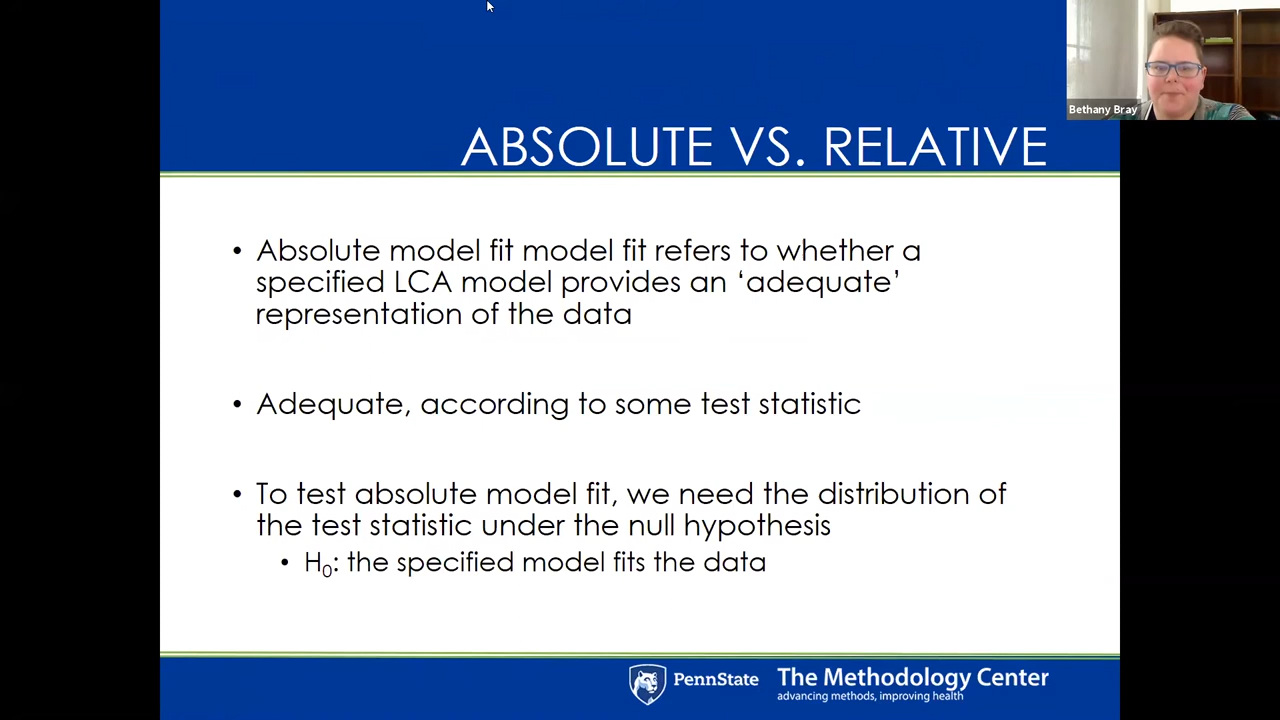 Bethany Bray
ABSOLUTE VS. RELATIVE
• Absolute model fit model fit refers to whether a
specified LCA model provides an ‘adequate’
representation of the data
• Adequate, according to some test statistic
• To test absolute model fit, we need the distribution of
the test statistic under the null hypothesis
• H₀: the specified model fits the data
PennState
The Methodology Center
advancing methods, improving health